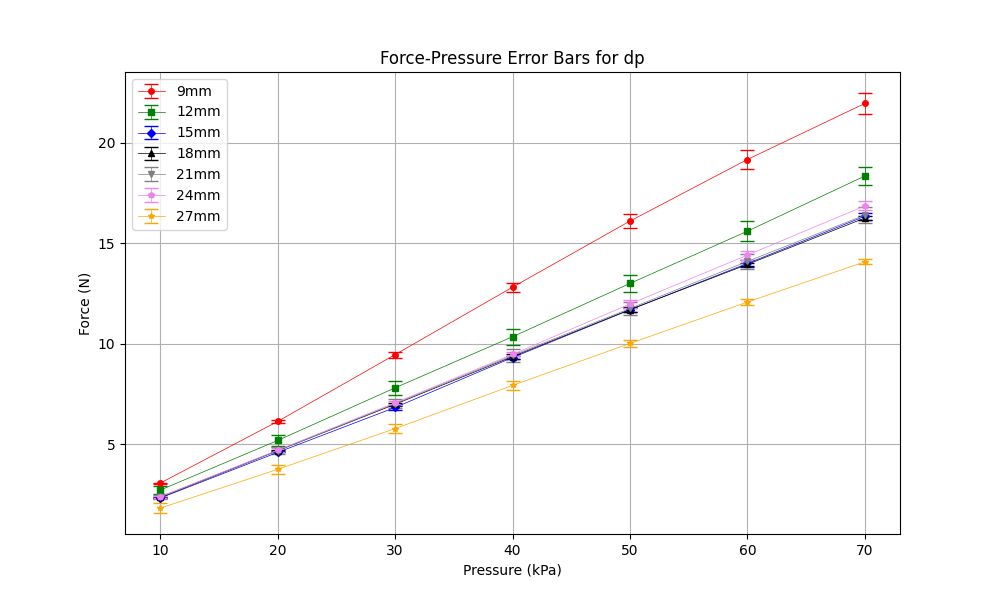 Force-Pressure Error Bars for dp
9mm
12mm
15mm
18mm
21mm
24mm
27mm
Force (N)
20
15
10
5
10 20 30 40 50 60 70
Pressure (kPa)